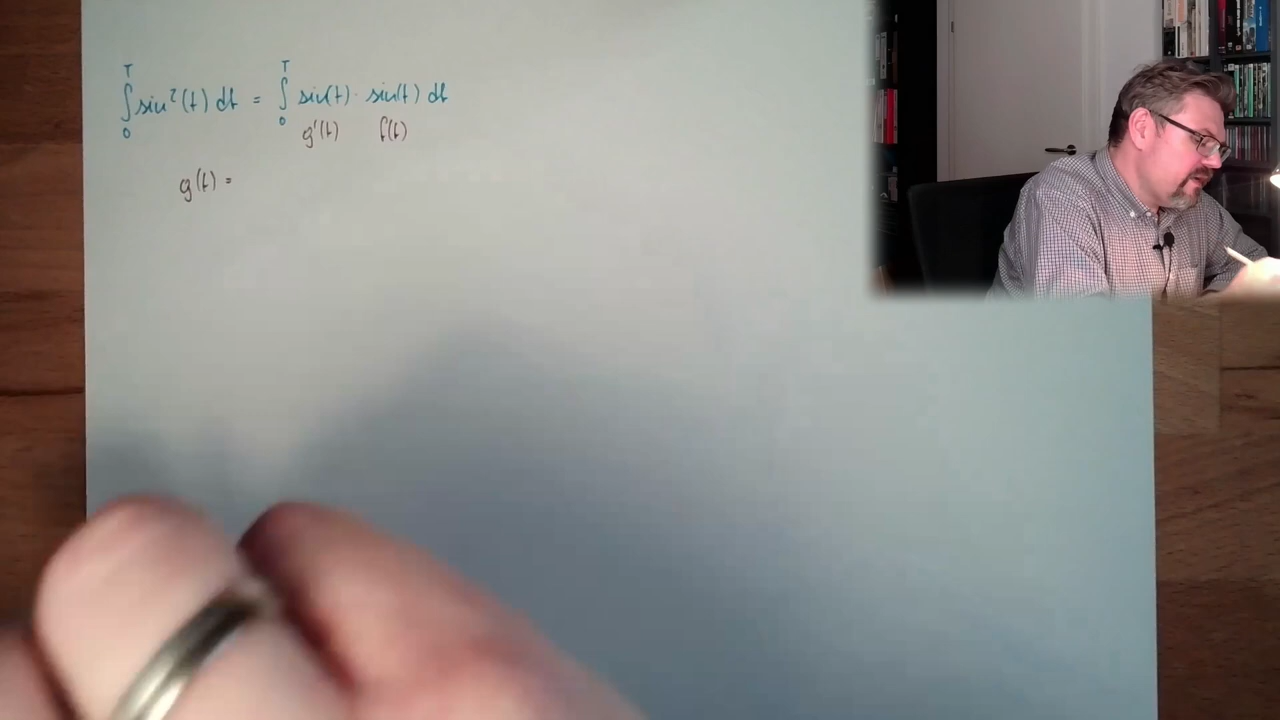 ∫₀ᵀ sin²(t) dt = ∫₀ᵀ sin(t) · sin(t) dt
g'(t) f(t)
g(t) =